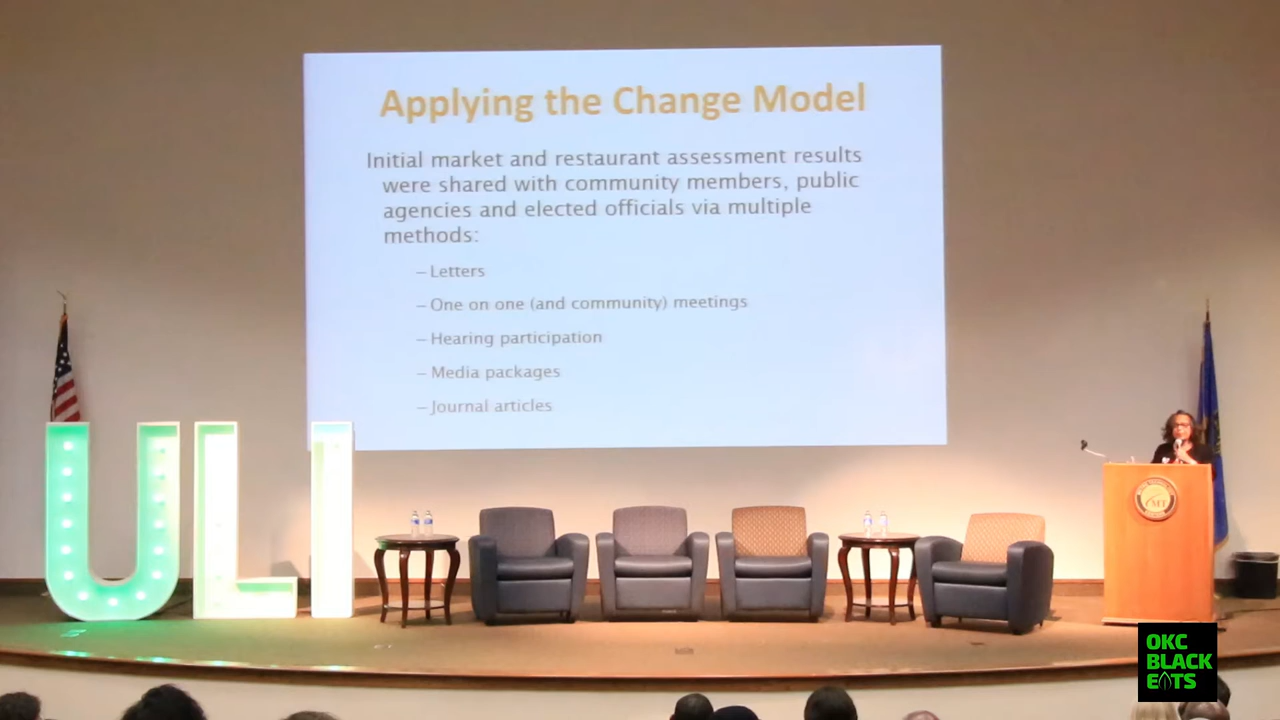 Applying the Change Model
Initial market and restaurant assessment results
were shared with community members, public
agencies and elected officials via multiple
methods:
– Letters
– One on one (and community) meetings
– Hearing participation
– Media packages
– Journal articles
ULI
MT
OKC
BLACK
EATS